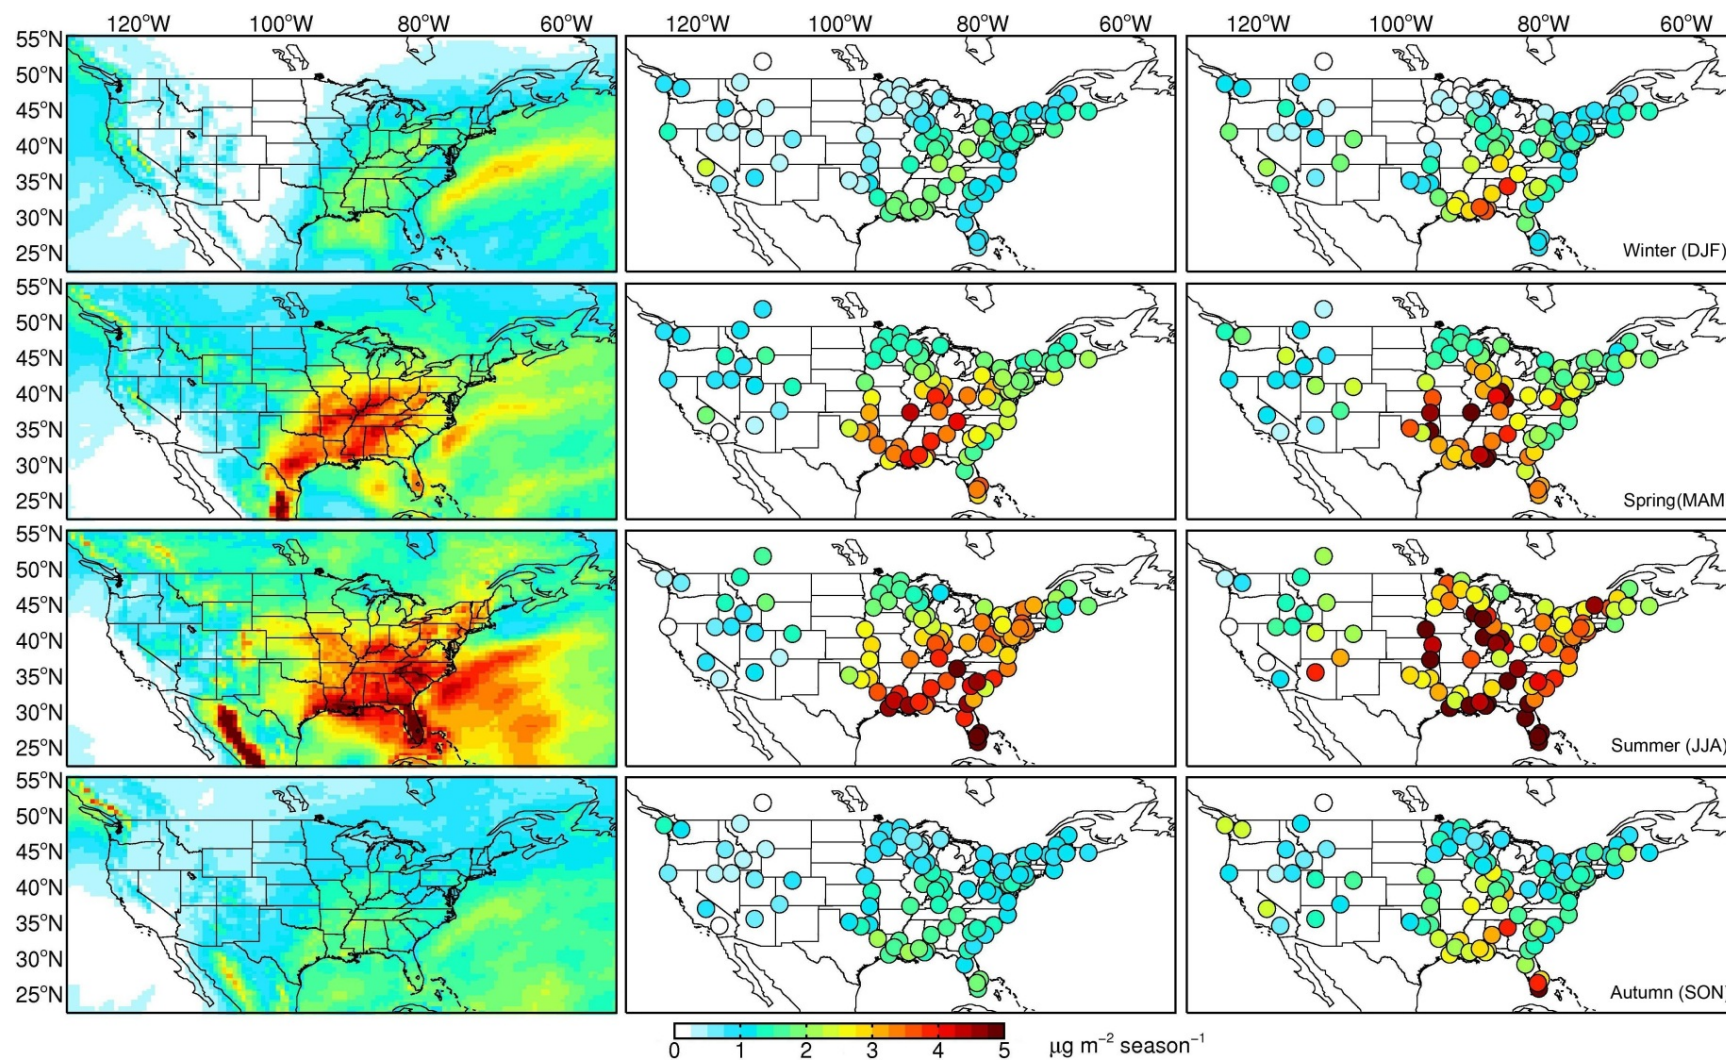 120°W 100°W 80°W 60°W 120°W 100°W 80°W 60°W 120°W 100°W 80°W 60°W
55°N
50°N
45°N
40°N
35°N
30°N
25°N
Winter (DJF)
55°N
50°N
45°N
40°N
35°N
30°N
25°N
Spring(MAM
55°N
50°N
45°N
40°N
35°N
30°N
25°N
Summer (JJA)
55°N
50°N
45°N
40°N
35°N
30°N
25°N
Autumn (SON)
0 1 2 3 4 5 μg m⁻² season⁻¹